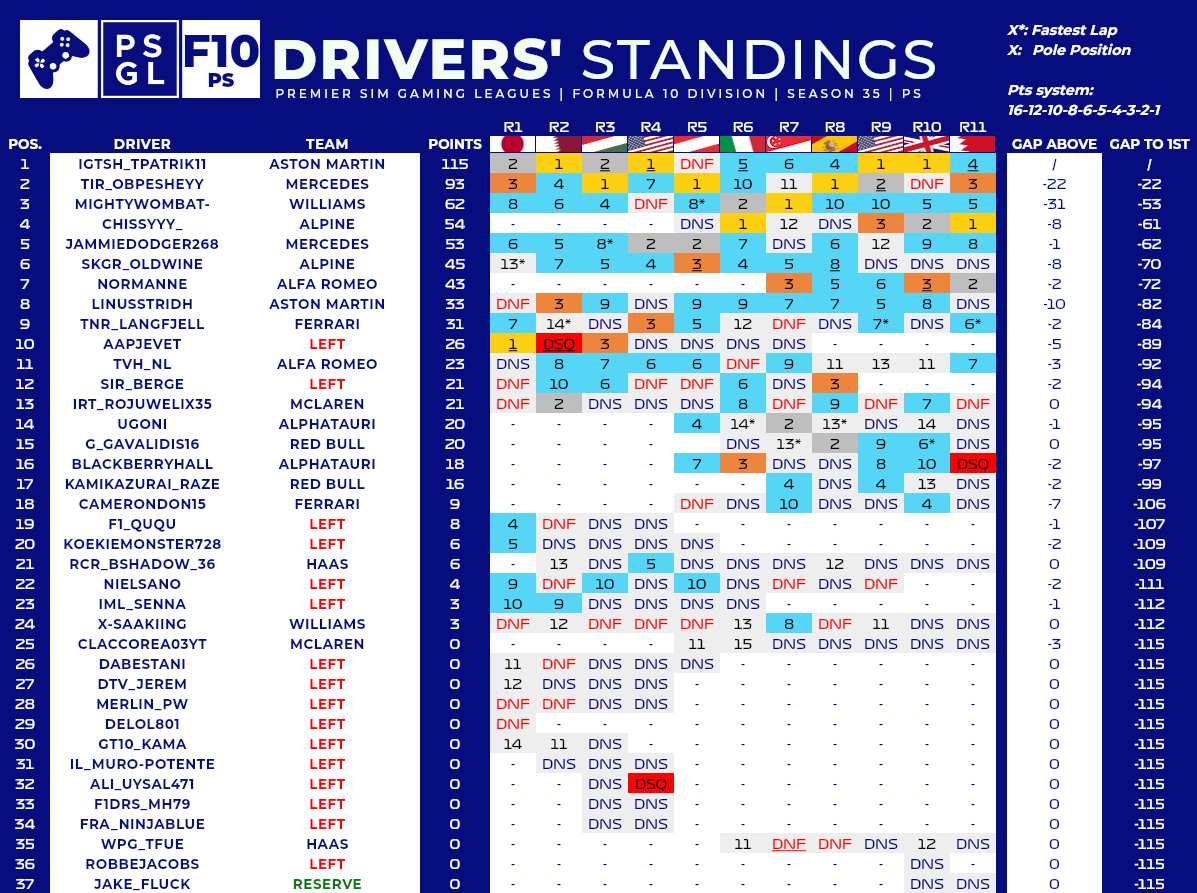 PS
GL
F10
PS
DRIVERS' STANDINGS
PREMIER SIM GAMING LEAGUES | FORMULA 10 DIVISION | SEASON 35 | PS
X*: Fastest Lap
X: Pole Position
Pts system:
16-12-10-8-6-5-4-3-2-1
R1 R2 R3 R4 R5 R6 R7 R8 R9 R10 R11
POS. DRIVER TEAM POINTS GAP ABOVE GAP TO 1ST
1 IGTSH_TPATRIK11 ASTON MARTIN 115 2 1 2 1 DNF 5 6 4 1 1 4 / /
2 TIR_OBPESHEYY MERCEDES 93 3 4 1 7 1 10 11 1 2 DNF 3 -22 -22
3 MIGHTYWOMBAT- WILLIAMS 62 8 6 4 DNF 8* 2 1 10 10 5 5 -31 -53
4 CHISSYYY_ ALPINE 54 - - - - DNS 1 12 DNS 3 2 1 -8 -61
5 JAMMIEDODGER268 MERCEDES 53 6 5 8* 2 2 7 DNS 6 12 9 8 -1 -62
6 SKGR_OLDWINE ALPINE 45 13* 7 5 4 3 4 5 8 DNS DNS DNS -8 -70
7 NORMANNE ALFA ROMEO 43 - - - - - - 3 5 6 3 2 -2 -72
8 LINUSSTRIDH ASTON MARTIN 33 DNF 3 9 DNS 9 9 7 7 5 8 DNS -10 -82
9 TNR_LANGFJELL FERRARI 31 7 14* DNS 3 5 12 DNF DNS 7* DNS 6* -2 -84
10 AAPJEVET LEFT 26 1 DSQ 3 DNS DNS DNS DNS - - - - -5 -89
11 TVH_NL ALFA ROMEO 23 DNS 8 7 6 6 DNF 9 11 13 11 7 -3 -92
12 SIR_BERGE LEFT 21 DNF 10 6 DNF DNF 6 DNS 3 - - - -2 -94
13 IRT_ROJUWELIX35 MCLAREN 21 DNF 2 DNS DNS DNS 8 DNF 9 DNF 7 DNF 0 -94
14 UGONI ALPHATAURI 20 - - - - 4 14* 2 13* DNS 14 DNS -1 -95
15 G_GAVALIDIS16 RED BULL 20 - - - - DNS 13* 2 9 6* DNS 0 -95
16 BLACKBERRYHALL ALPHATAURI 18 - - - - 7 3 DNS DNS 8 10 DSQ -2 -97
17 KAMIKAZURAI_RAZE RED BULL 16 - - - - - - 4 DNS 4 13 DNS -2 -99
18 CAMERONDON15 FERRARI 9 - - - - DNF DNS 10 DNS DNS 4 DNS -7 -106
19 F1_QUQU LEFT 8 4 DNF DNS DNS - - - - - - - -1 -107
20 KOEKIEMONSTER728 LEFT 6 5 DNS DNS DNS DNS - - - - - - -2 -109
21 RCR_BSHADOW_36 HAAS 6 - 13 DNS 5 DNS DNS DNS 12 DNS DNS DNS 0 -109
22 NIELSANO LEFT 4 9 DNF 10 DNS 10 DNS DNF DNS DNF - - -2 -111
23 IML_SENNA LEFT 3 10 9 DNS DNS DNS DNS - - - - - -1 -112
24 X-SAAKIING WILLIAMS 3 DNF 12 DNF DNF DNF 13 8 DNF 11 DNS DNS 0 -112
25 CLACCOREA03YT MCLAREN 0 - - - - 11 15 DNS DNS DNS DNS DNS -3 -115
26 DABESTANI LEFT 0 11 DNF DNS DNS DNS - - - - - - 0 -115
27 DTV_JEREM LEFT 0 12 DNS DNS DNS - - - - - - - 0 -115
28 MERLIN_PW LEFT 0 DNF DNF DNS DNS - - - - - - - 0 -115
29 DELOL801 LEFT 0 DNF - - - - - - - - - - 0 -115
30 GT10_KAMA LEFT 0 14 11 DNS - - - - - - - - 0 -115
31 IL_MURO-POTENTE LEFT 0 - DNS DNS DNS - - - - - - - 0 -115
32 ALI_UYSAL471 LEFT 0 - - DNS DSQ - - - - - - - 0 -115
33 F1DRS_MH79 LEFT 0 - - DNS DNS - - - - - - - 0 -115
34 FRA_NINJABLUE LEFT 0 - - DNS DNS - - - - - - - 0 -115
35 WPG_TFUE HAAS 0 - - - - - 11 DNF DNF DNS 12 DNS 0 -115
36 ROBBEJACOBS LEFT 0 - - - - - - - - - DNS - 0 -115
37 JAKE_FLUCK RESERVE 0 - - - - - - - - - DNS DNS 0 -115